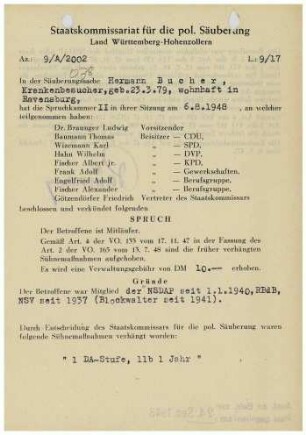 Staatskommissariat für die pol. Säuberung
Land Württemberg-Hohenzollern
Az.: 9/A/2002 L.: 9/17
In der Säuberungssache Hermann Bucher,
Krankenbesucher, geb. 23.3.79, wohnhaft in
Ravensburg,
hat die Spruchkammer II in ihrer Sitzung am 6.8.1948, an welcher
teilgenommen haben:
Dr. Brauniger Ludwig Vorsitzender
Baumann Thomas Beisitzer — CDU,
Wizemann Karl „ — SPD,
Hahn Wilhelm „ — DVP,
Fischer Albert jr. „ — KPD,
Frank Adolf „ — Gewerkschaften,
Engelfried Adolf „ — Berufsgruppe,
Fischer Alexander „ — Berufsgruppe,
Götzendörfer Friedrich Vertreter des Staatskommissars
beschlossen und verkündet folgenden
SPRUCH
Der Betroffene ist Mitläufer.
Gemäß Art. 4 der VO. 133 vom 17. 11. 47 in der Fassung des
Art. 2 der VO. 165 vom 13. 7. 48 sind die früher verhängten
Sühnemaßnahmen aufgehoben.
Es wird eine Verwaltungsgebühr von DM 10.-- erhoben.
Gründe
Der Betroffene war Mitglied der NSDAP seit 1.1.1940, RDdB,
NSV seit 1937 (Blockwalter seit 1941).
Durch Entscheidung des Staatskommissars für die pol. Säuberung waren
folgende Sühnemaßnahmen verhängt worden:
"1 DA-Stufe, 11b 1 Jahr"